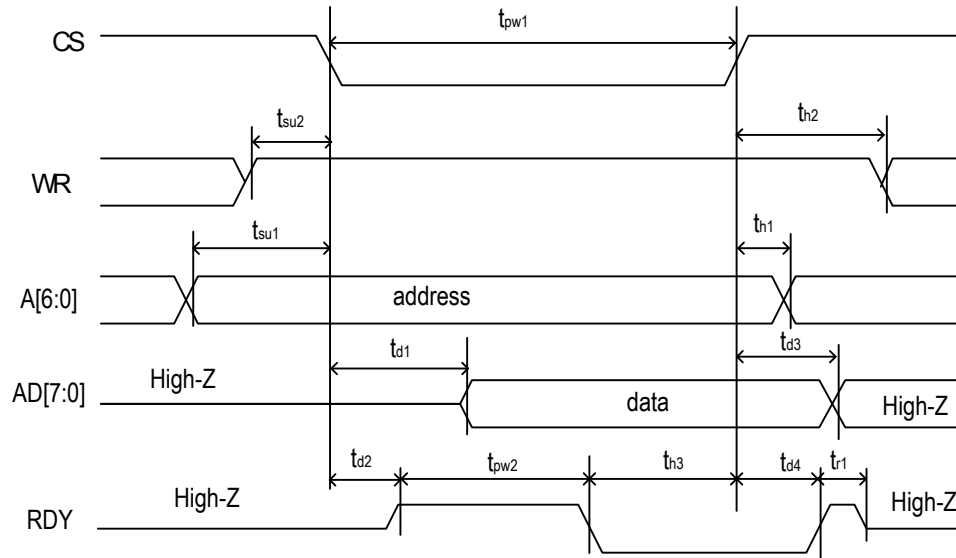 CS
tpw1
tsu2
th2
WR
tsu1
th1
A[6:0]
address
td1
td3
AD[7:0]
High-Z
data
High-Z
td2
tpw2
th3
td4
tr1
RDY
High-Z
High-Z